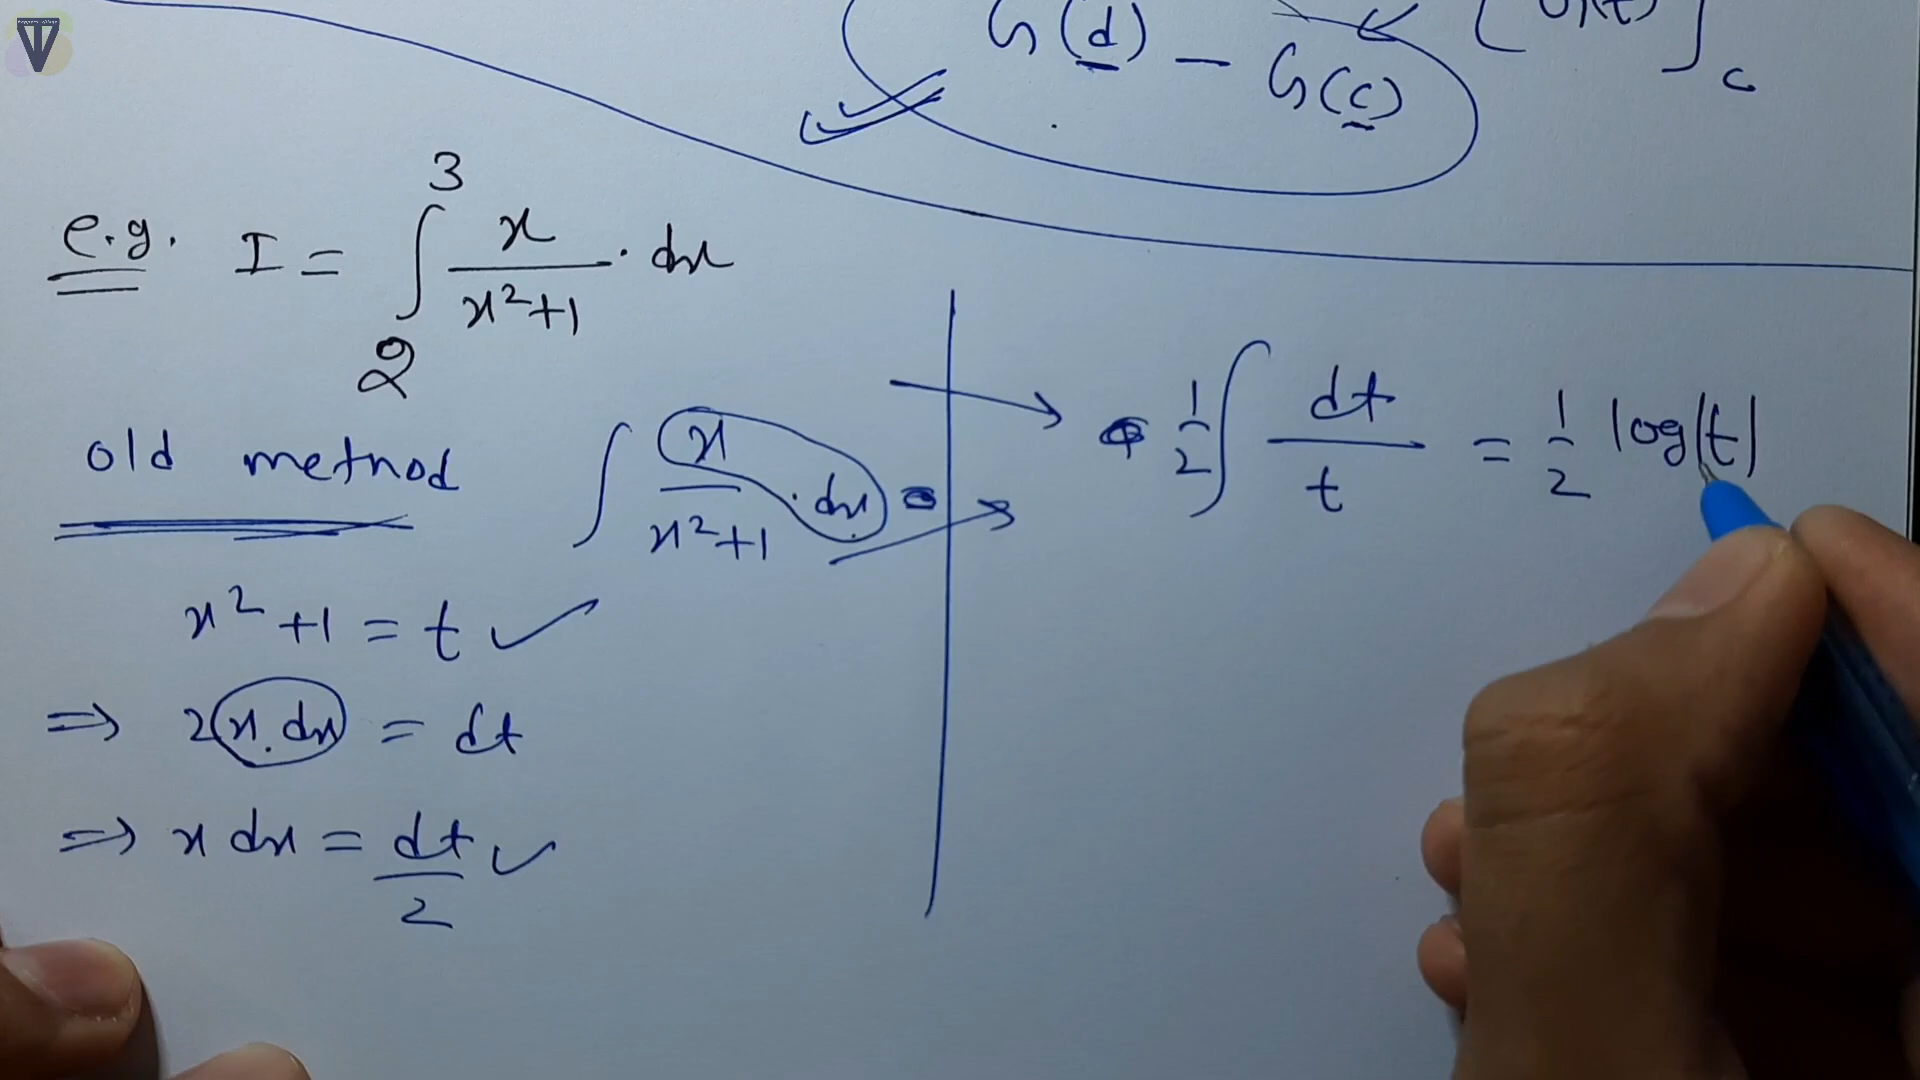 G(d) - G(c) ]c
e.g. I = ∫₂³ x/(x²+1) . dx
old method ∫ x/(x²+1) . dx
1/2 ∫ dt/t = 1/2 log|t|
x² + 1 = t ✓
⇒ 2x.dx = dt
⇒ x dx = dt/2 ✓